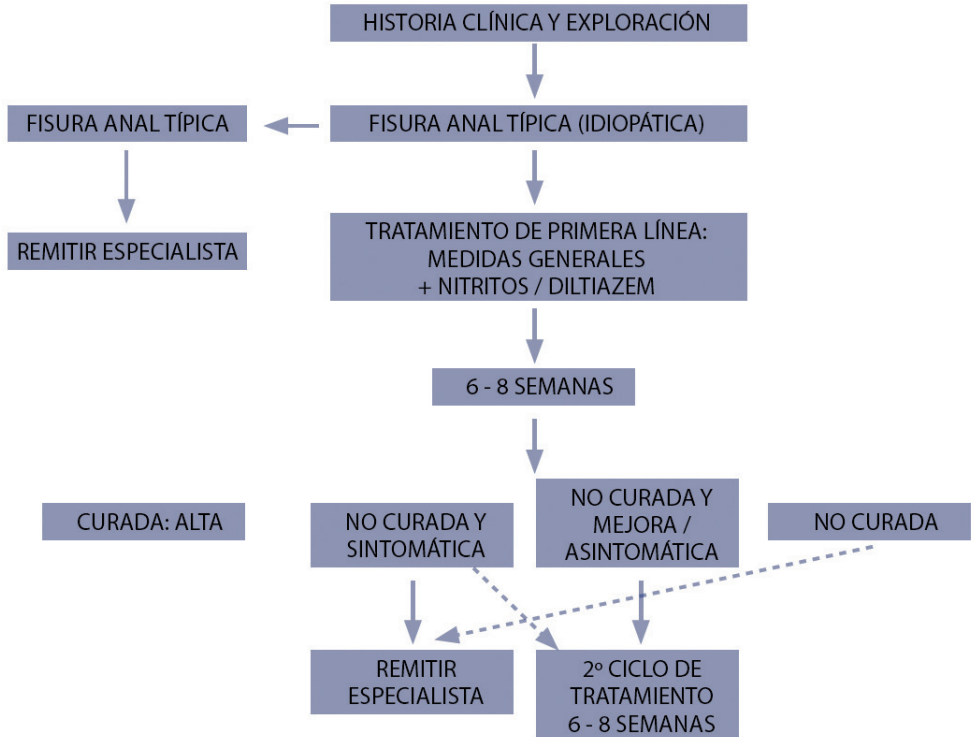 HISTORIA CLÍNICA Y EXPLORACIÓN
FISURA ANAL TÍPICA
FISURA ANAL TÍPICA (IDIOPÁTICA)
REMITIR ESPECIALISTA
TRATAMIENTO DE PRIMERA LÍNEA:
MEDIDAS GENERALES
+ NITRITOS / DILTIAZEM
6 - 8 SEMANAS
CURADA: ALTA
NO CURADA Y
SINTOMÁTICA
NO CURADA Y
MEJORA /
ASINTOMÁTICA
NO CURADA
REMITIR
ESPECIALISTA
2º CICLO DE
TRATAMIENTO
6 - 8 SEMANAS